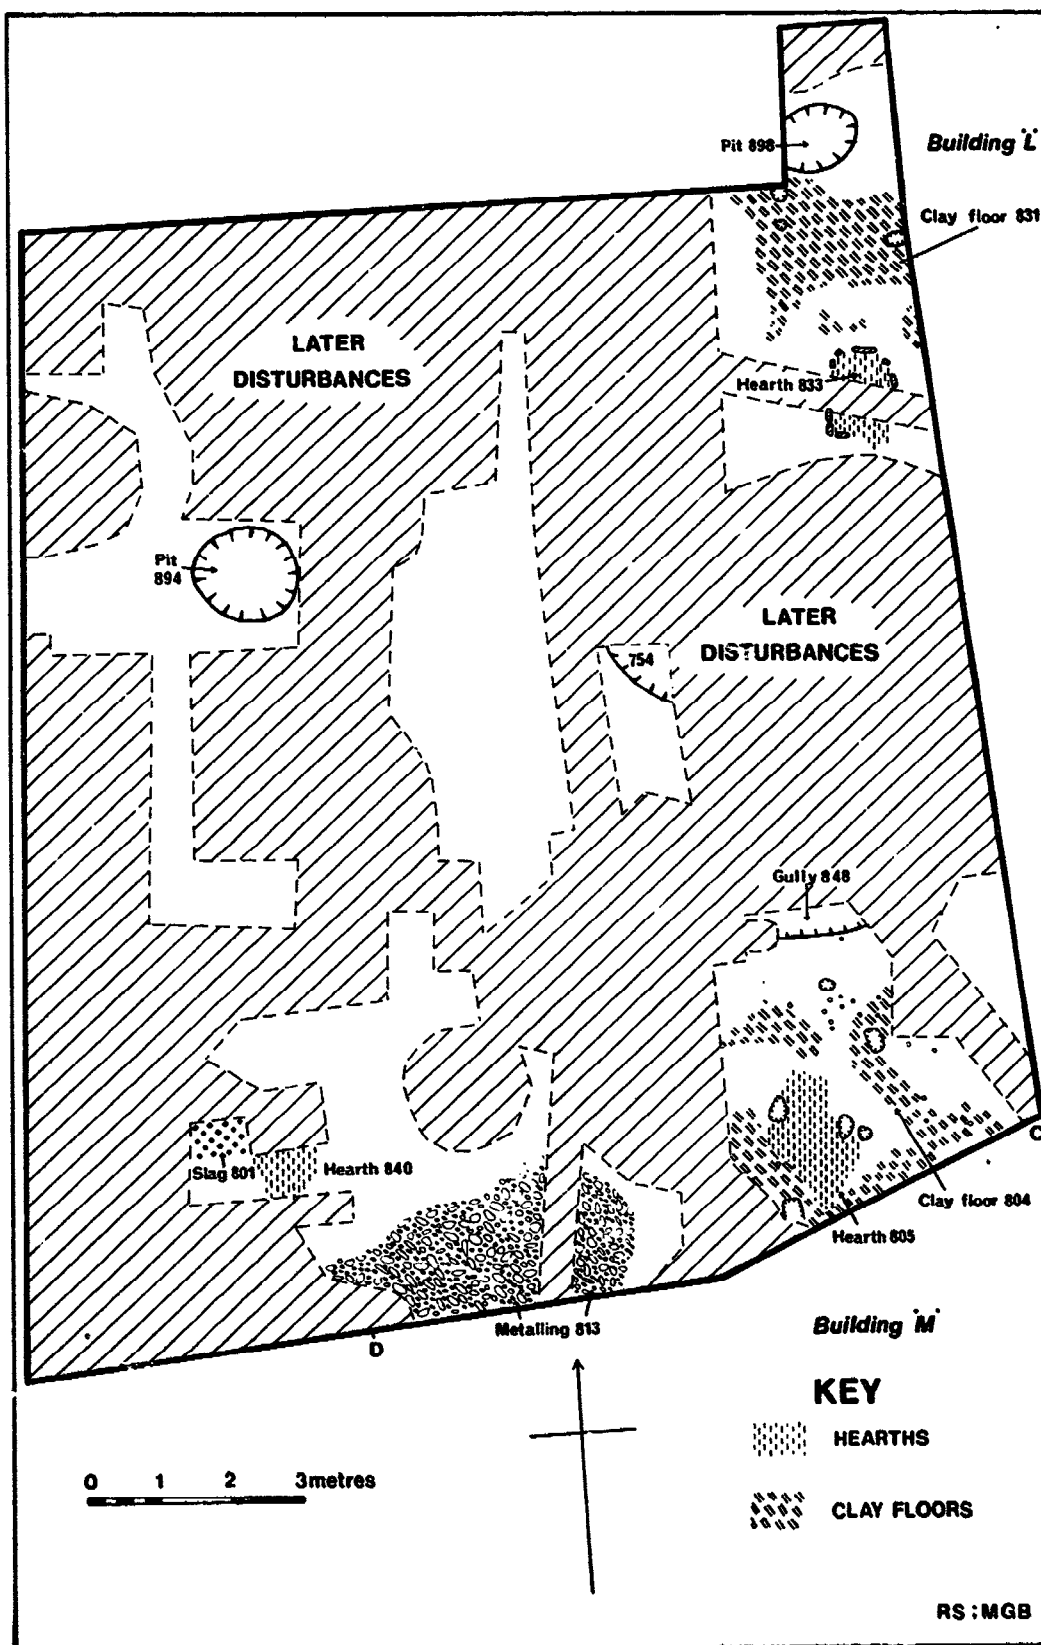 Building 'L'
Pit 898
Clay floor 831
LATER
DISTURBANCES
Hearth 833
Pit
894
LATER
DISTURBANCES
754
Gully 848
C
Slag 801
Hearth 840
Clay floor 804
Hearth 805
Metalling 813
D
Building 'M'
KEY
HEARTHS
CLAY FLOORS
0 1 2 3 metres
RS:MGB